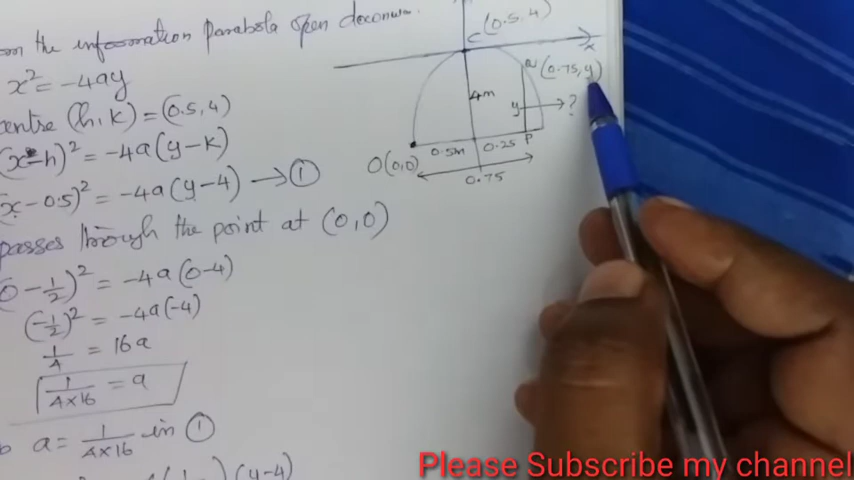 om the information parabola open
x² = -4ay
centre (h, k) = (0.5, 4)
(x - h)² = -4a(y - k)
(x - 0.5)² = -4a(y - 4) → ①
passes through the point at (0,0)
(0 - 1/2)² = -4a(0-4)
(-1/2)² = -4a(-4)
1/4 = 16a
1/4×16 = a
a = 1/4×16 in ①
(y-4)
C(0.5, 4)
x
Q(0.75, y)
4m
y → ?
O(0,0)
0.5m 0.25 P
0.75
Please Subscribe my channel